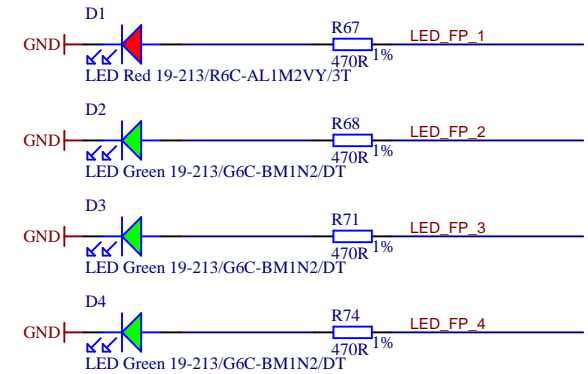 D1
R67
LED_FP_1
GND
470R 1%
LED Red 19-213/R6C-AL1M2VY/3T
D2
R68
LED_FP_2
GND
470R 1%
LED Green 19-213/G6C-BM1N2/DT
D3
R71
LED_FP_3
GND
470R 1%
LED Green 19-213/G6C-BM1N2/DT
D4
R74
LED_FP_4
GND
470R 1%
LED Green 19-213/G6C-BM1N2/DT